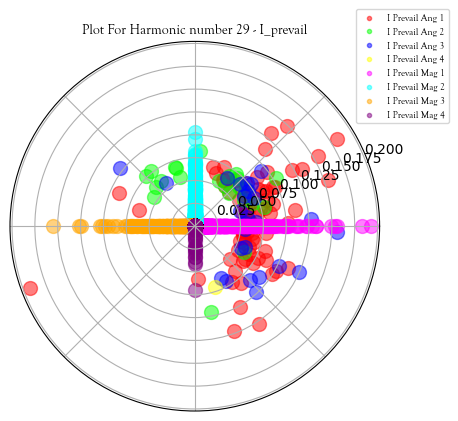 Plot For Harmonic number 29 - I_prevail
I Prevail Ang 1
I Prevail Ang 2
I Prevail Ang 3
I Prevail Ang 4
I Prevail Mag 1
I Prevail Mag 2
I Prevail Mag 3
I Prevail Mag 4
0.200
0.175
0.150
0.125
0.100
0.075
0.050
0.025